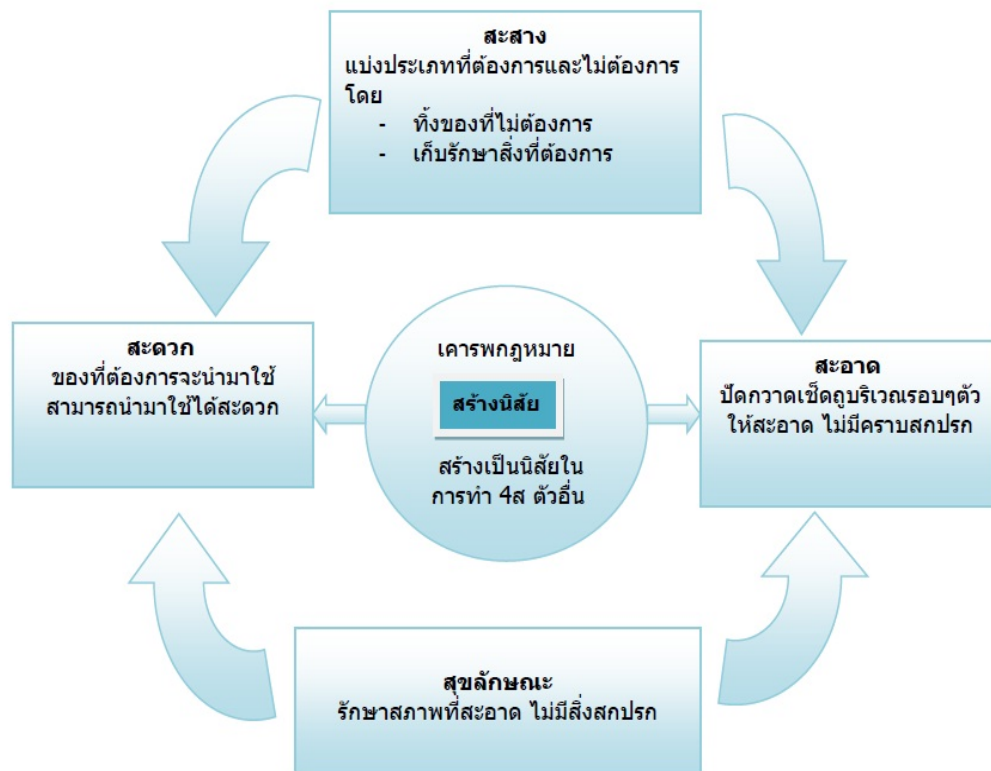 สะสาง
แบ่งประเภทที่ต้องการและไม่ต้องการ
โดย
- ทิ้งของที่ไม่ต้องการ
- เก็บรักษาสิ่งที่ต้องการ
สะดวก
ของที่ต้องการจะนำมาใช้
สามารถนำมาใช้ได้สะดวก
เคารพกฎหมาย
สร้างนิสัย
สร้างเป็นนิสัยใน
การทำ 4ส ตัวอื่น
สะอาด
ปัดกวาดเช็ดถูบริเวณรอบๆตัว
ให้สะอาด ไม่มีคราบสกปรก
สุขลักษณะ
รักษาสภาพที่สะอาด ไม่มีสิ่งสกปรก